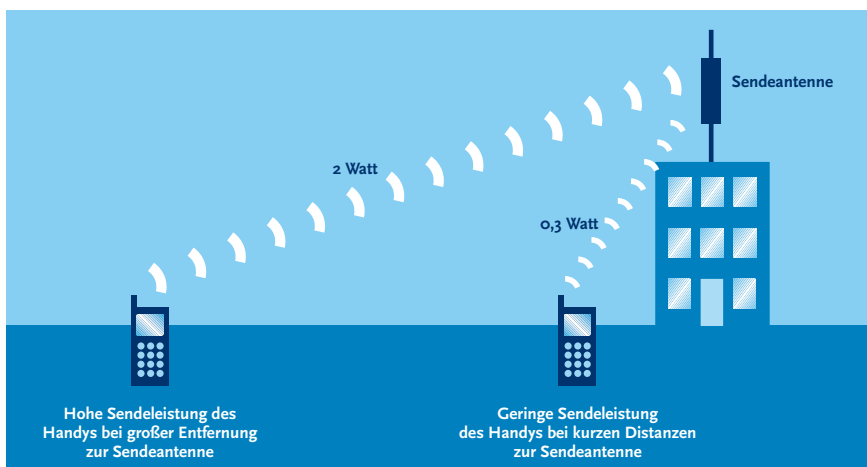 Sendeantenne
2 Watt
0,3 Watt
Hohe Sendeleistung des
Handys bei großer Entfernung
zur Sendeantenne
Geringe Sendeleistung
des Handys bei kurzen Distanzen
zur Sendeantenne